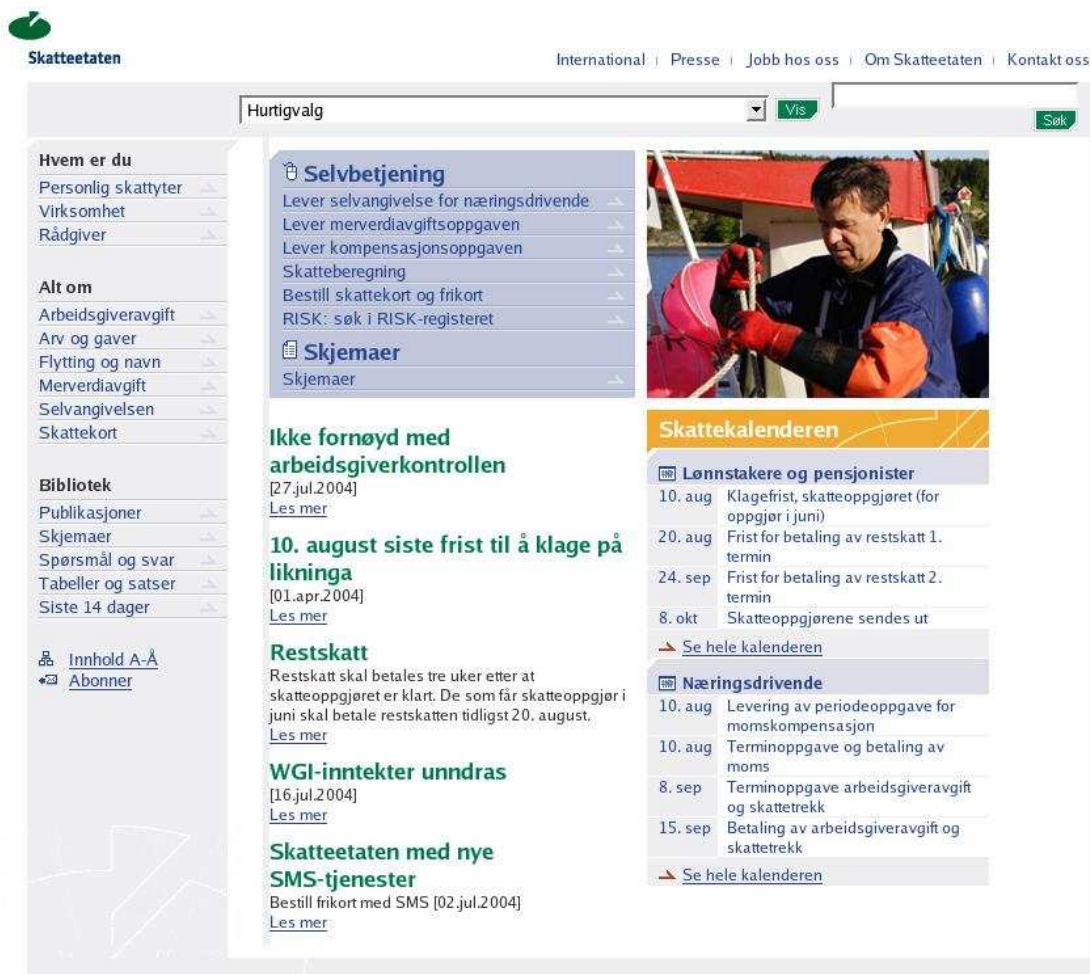 Skatteetaten
International | Presse | Jobb hos oss | Om Skatteetaten | Kontakt oss
Hurtigvalg
Vis
Søk
Hvem er du
Personlig skattyter
Virksomhet
Rådgiver
Alt om
Arbeidsgiveravgift
Arv og gaver
Flytting og navn
Merverdiavgift
Selvangivelsen
Skattekort
Bibliotek
Publikasjoner
Skjemaer
Spørsmål og svar
Tabeller og satser
Siste 14 dager
Innhold A-Å
Abonner
Selvbetjening
Lever selvangivelse for næringsdrivende
Lever merverdiavgiftsoppgaven
Lever kompensasjonsoppgaven
Skatteberegning
Bestill skattekort og frikort
RISK: søk i RISK-registeret
Skjemaer
Skjemaer
Ikke fornøyd med
arbeidsgiverkontrollen
[27.jul.2004]
Les mer
10. august siste frist til å klage på
likninga
[01.apr.2004]
Les mer
Restskatt
Restskatt skal betales tre uker etter at
skatteoppgjøret er klart. De som får skatteoppgjør i
juni skal betale restskatten tidligst 20. august.
Les mer
WGI-inntekter unndras
[16.jul.2004]
Les mer
Skatteetaten med nye
SMS-tjenester
Bestill frikort med SMS [02.jul.2004]
Les mer
Skattekalenderen
Lønnstakere og pensjonister
10. aug Klagefrist, skatteoppgjøret (for
oppgjør i juni)
20. aug Frist for betaling av restskatt 1.
termin
24. sep Frist for betaling av restskatt 2.
termin
8. okt Skatteoppgjørene sendes ut
Se hele kalenderen
Næringsdrivende
10. aug Levering av periodeoppgave for
momskompensasjon
10. aug Terminoppgave og betaling av
moms
8. sep Terminoppgave arbeidsgiveravgift
og skattetrekk
15. sep Betaling av arbeidsgiveravgift og
skattetrekk
Se hele kalenderen